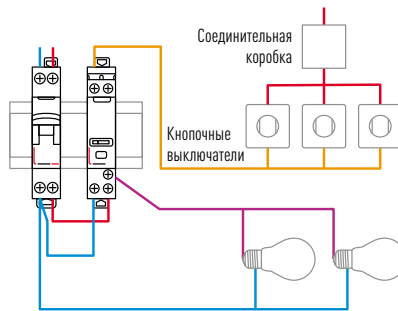 Соединительная
коробка
Кнопочные
выключатели